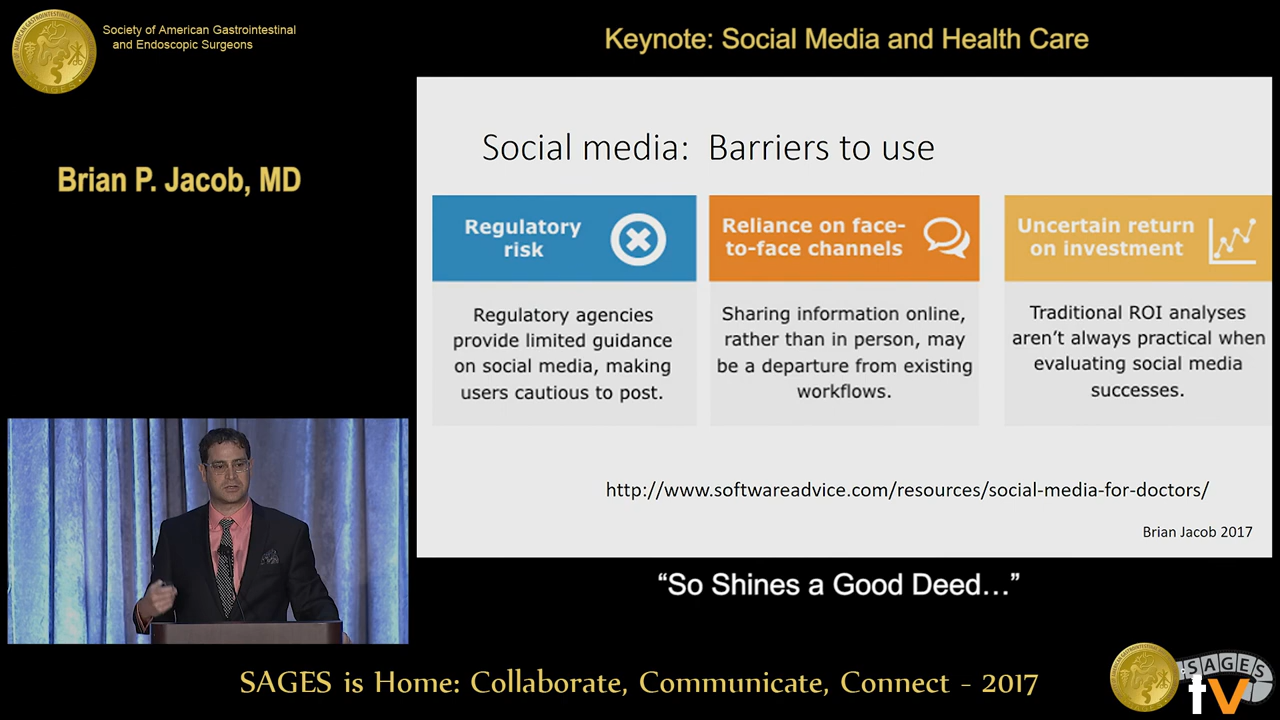 Society of American Gastrointestinal
and Endoscopic Surgeons
Keynote: Social Media and Health Care
Brian P. Jacob, MD
Social media: Barriers to use
Regulatory
risk
Regulatory agencies
provide limited guidance
on social media, making
users cautious to post.
Reliance on face-
to-face channels
Sharing information online,
rather than in person, may
be a departure from existing
workflows.
Uncertain return
on investment
Traditional ROI analyses
aren't always practical when
evaluating social media
successes.
http://www.softwareadvice.com/resources/social-media-for-doctors/
Brian Jacob 2017
“So Shines a Good Deed…”
SAGES is Home: Collaborate, Communicate, Connect - 2017
SAGES
tv